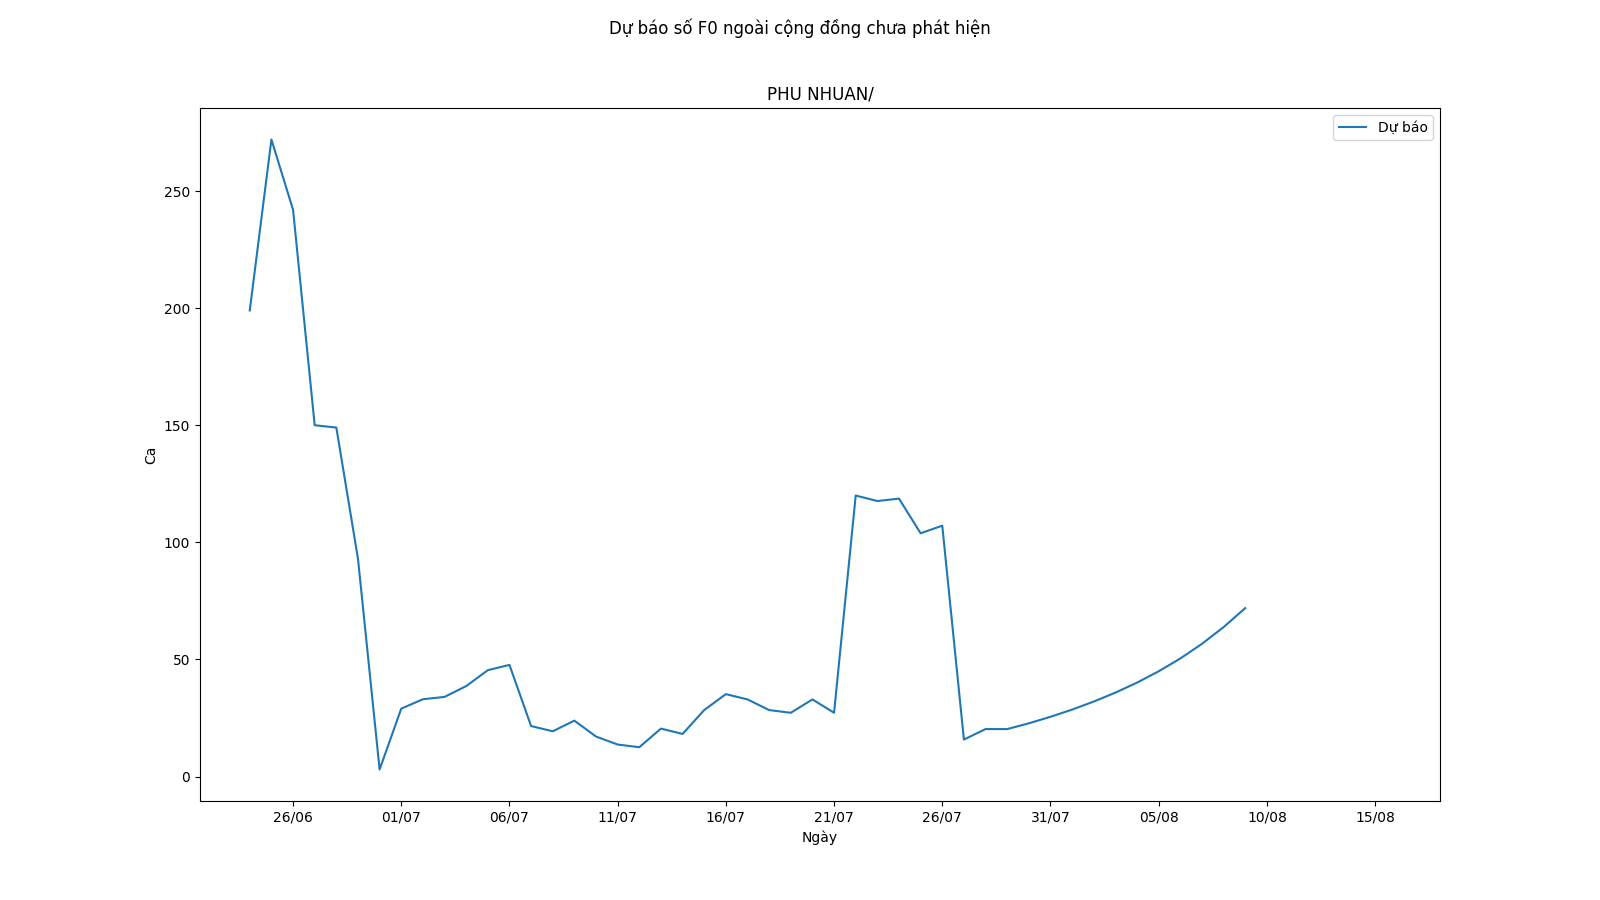 Dự báo số F0 ngoài cộng đồng chưa phát hiện
PHU NHUAN/
Dự báo
250
200
150
100
50
0
Ca
26/06 01/07 06/07 11/07 16/07 21/07 26/07 31/07 05/08 10/08 15/08
Ngày